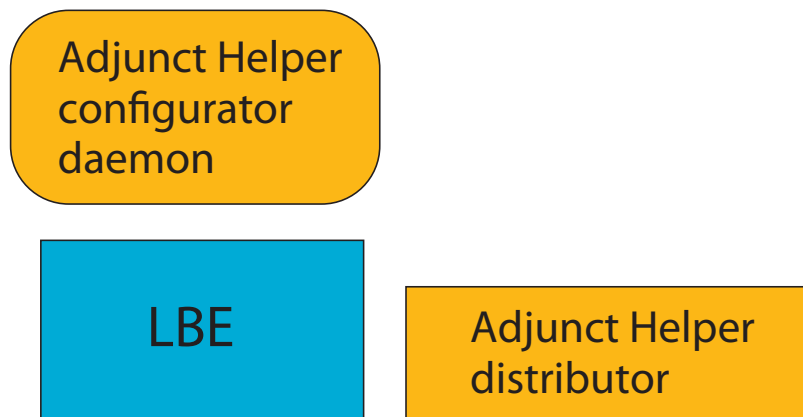 Adjunct Helper
configurator
daemon
LBE
Adjunct Helper
distributor